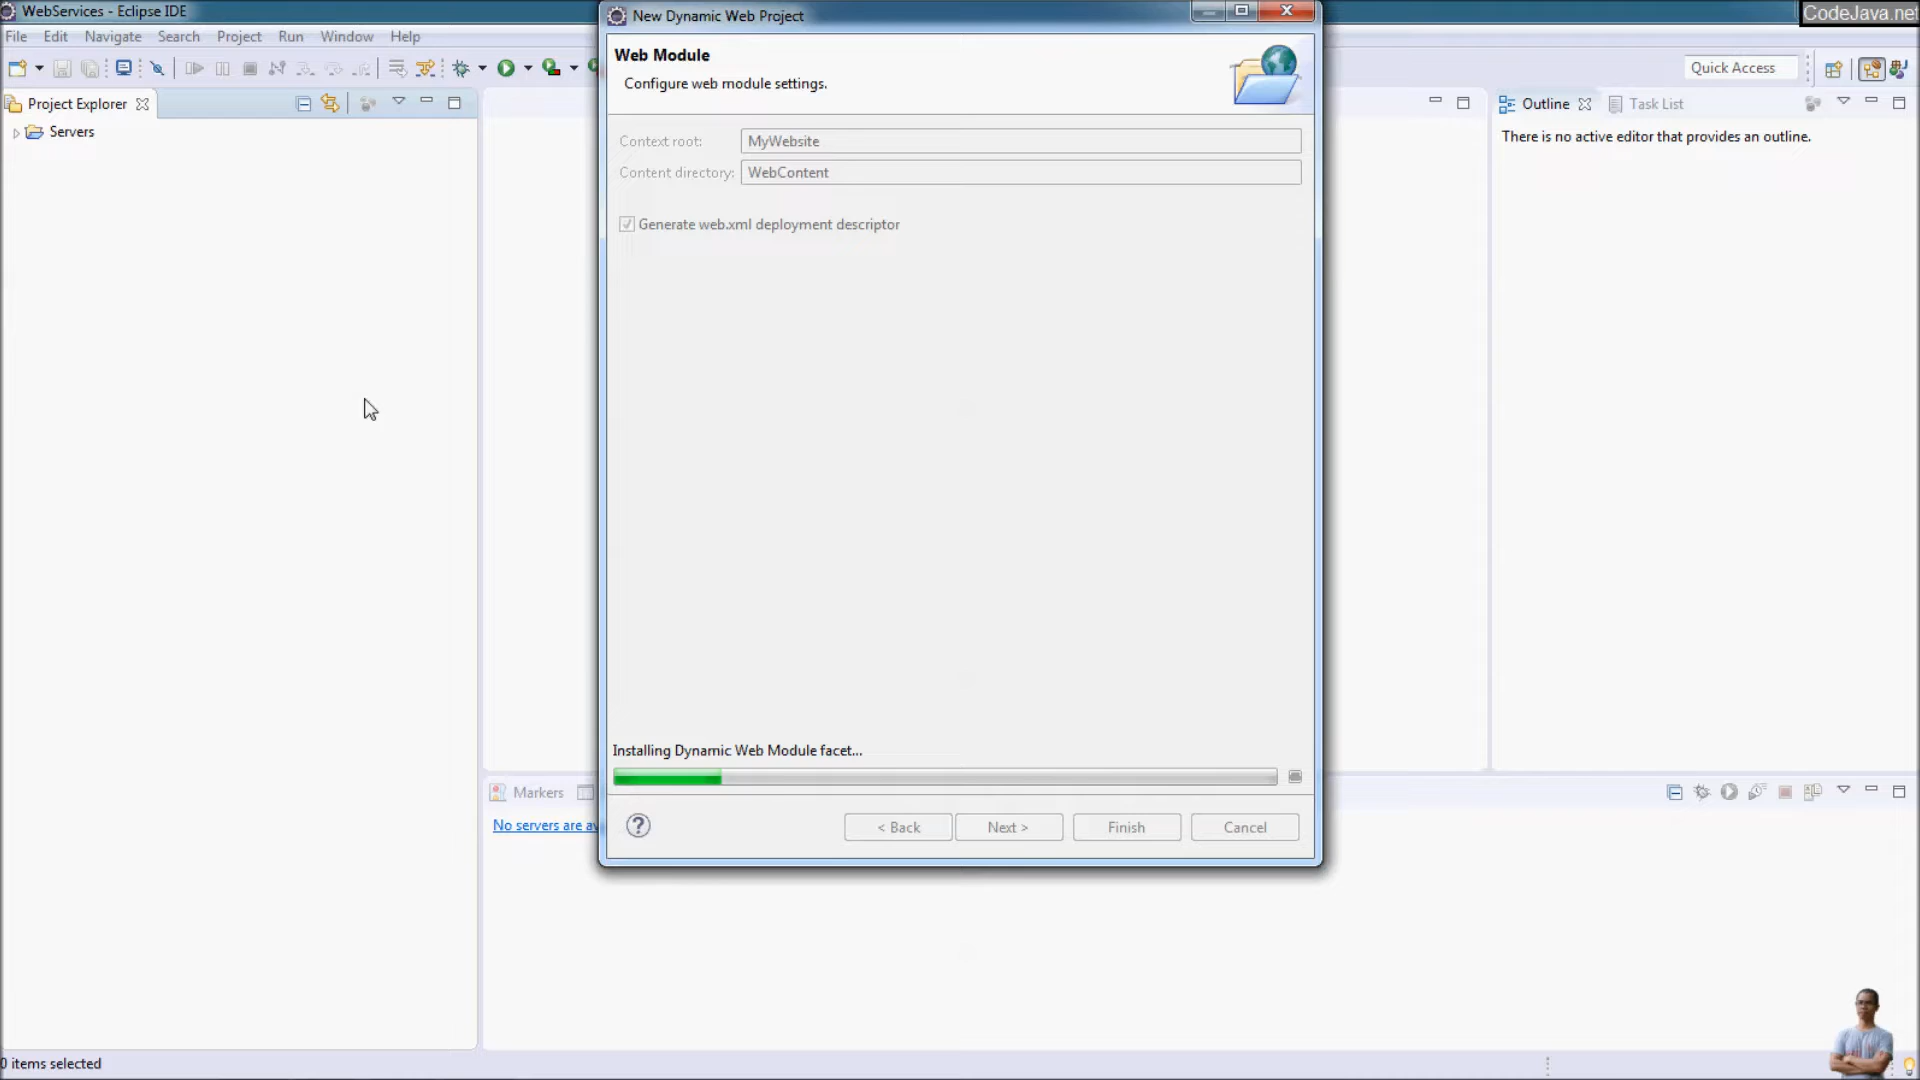 WebServices - Eclipse IDE
New Dynamic Web Project
CodeJava.net
File Edit Navigate Search Project Run Window Help
Web Module
Configure web module settings.
Quick Access
Project Explorer
Outline
Task List
Servers
There is no active editor that provides an outline.
Context root: MyWebsite
Content directory: WebContent
Generate web.xml deployment descriptor
Installing Dynamic Web Module facet...
Markers
No servers are av
< Back
Next >
Finish
Cancel
0 items selected